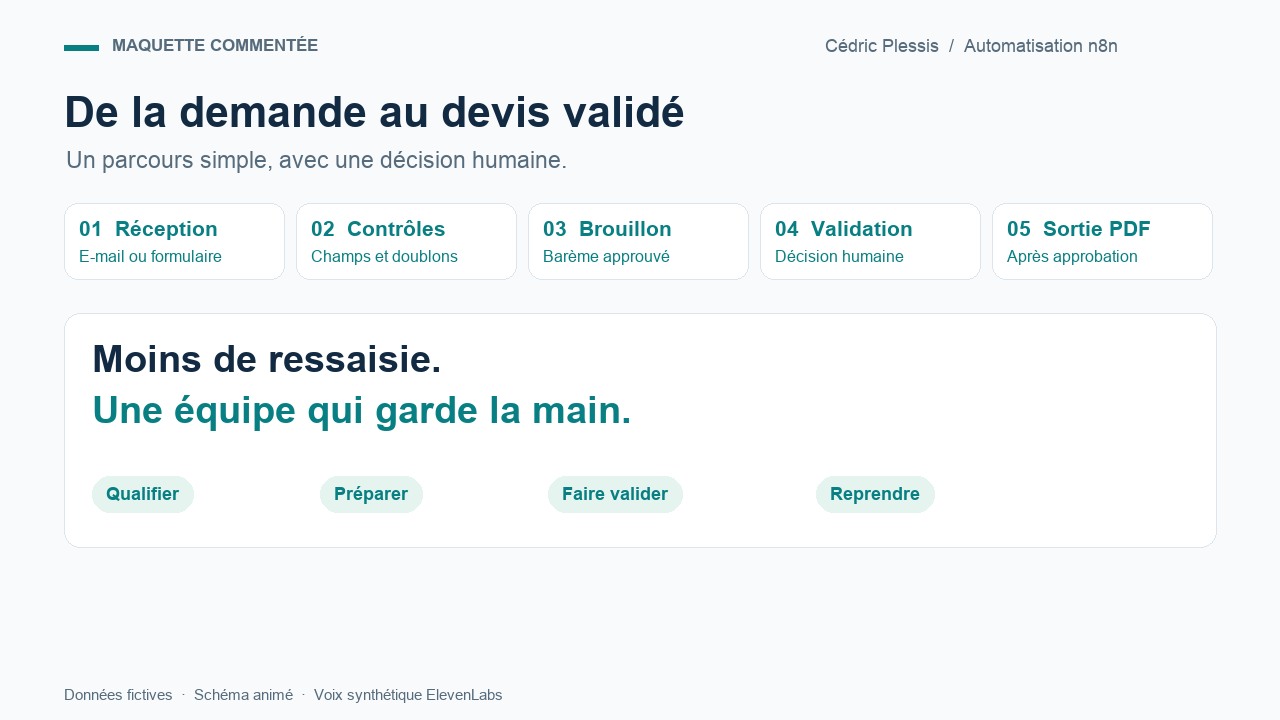 MAQUETTE COMMENTÉE
Cédric Plessis / Automatisation n8n
De la demande au devis validé
Un parcours simple, avec une décision humaine.
01 Réception
E-mail ou formulaire
02 Contrôles
Champs et doublons
03 Brouillon
Barème approuvé
04 Validation
Décision humaine
05 Sortie PDF
Après approbation
Moins de ressaisie.
Une équipe qui garde la main.
Qualifier
Préparer
Faire valider
Reprendre
Données fictives · Schéma animé · Voix synthétique ElevenLabs